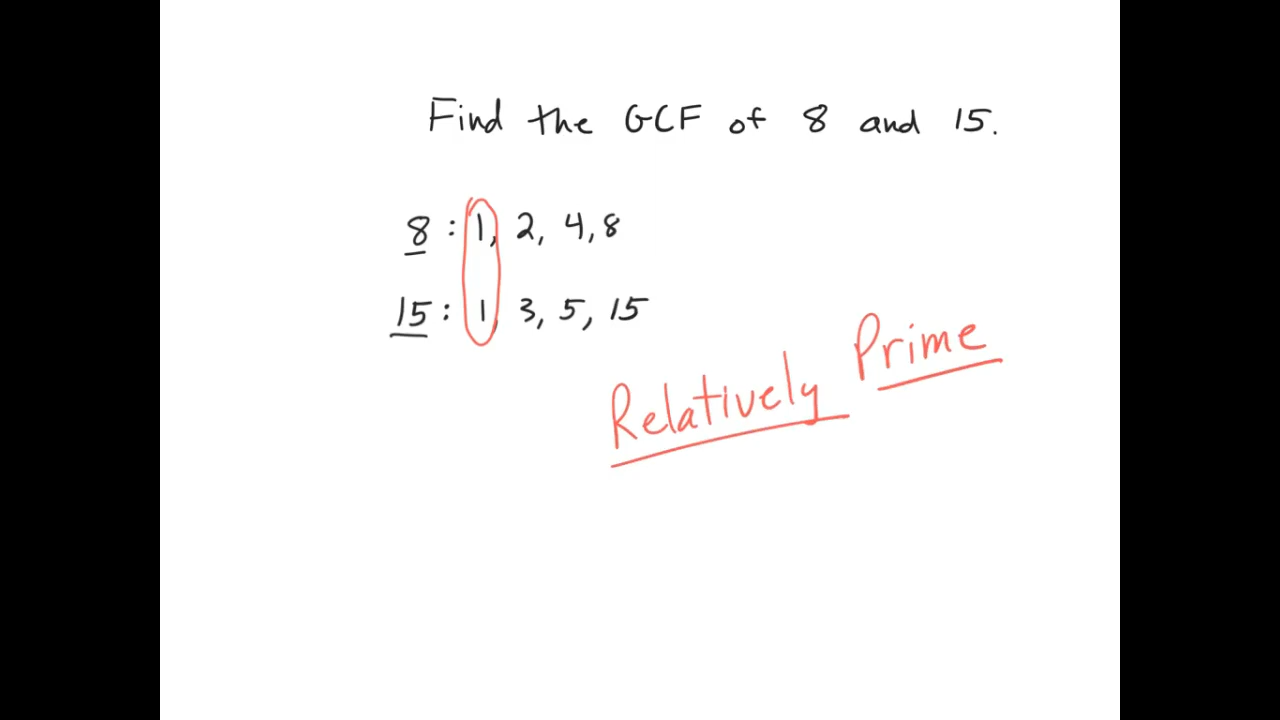 Find the GCF of 8 and 15.
8 : 1, 2, 4, 8
15 : 1, 3, 5, 15
Relatively Prime